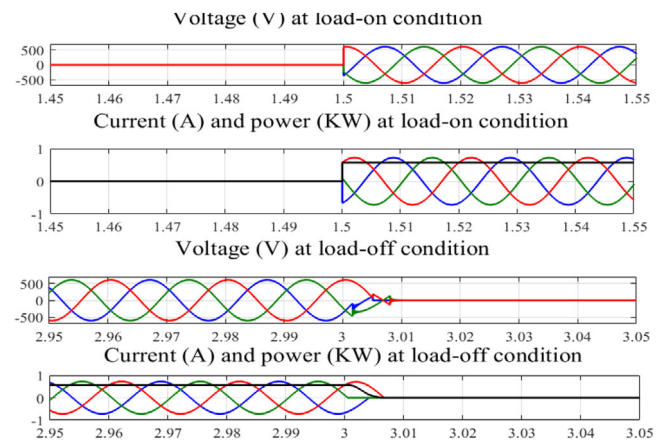 Voltage (V) at load-on condition
500
0
-500
1.45 1.46 1.47 1.48 1.49 1.5 1.51 1.52 1.53 1.54 1.55
Current (A) and power (KW) at load-on condition
1
0
-1
1.45 1.46 1.47 1.48 1.49 1.5 1.51 1.52 1.53 1.54 1.55
Voltage (V) at load-off condition
500
0
-500
2.95 2.96 2.97 2.98 2.99 3 3.01 3.02 3.03 3.04 3.05
Current (A) and power (KW) at load-off condition
1
0
-1
2.95 2.96 2.97 2.98 2.99 3 3.01 3.02 3.03 3.04 3.05